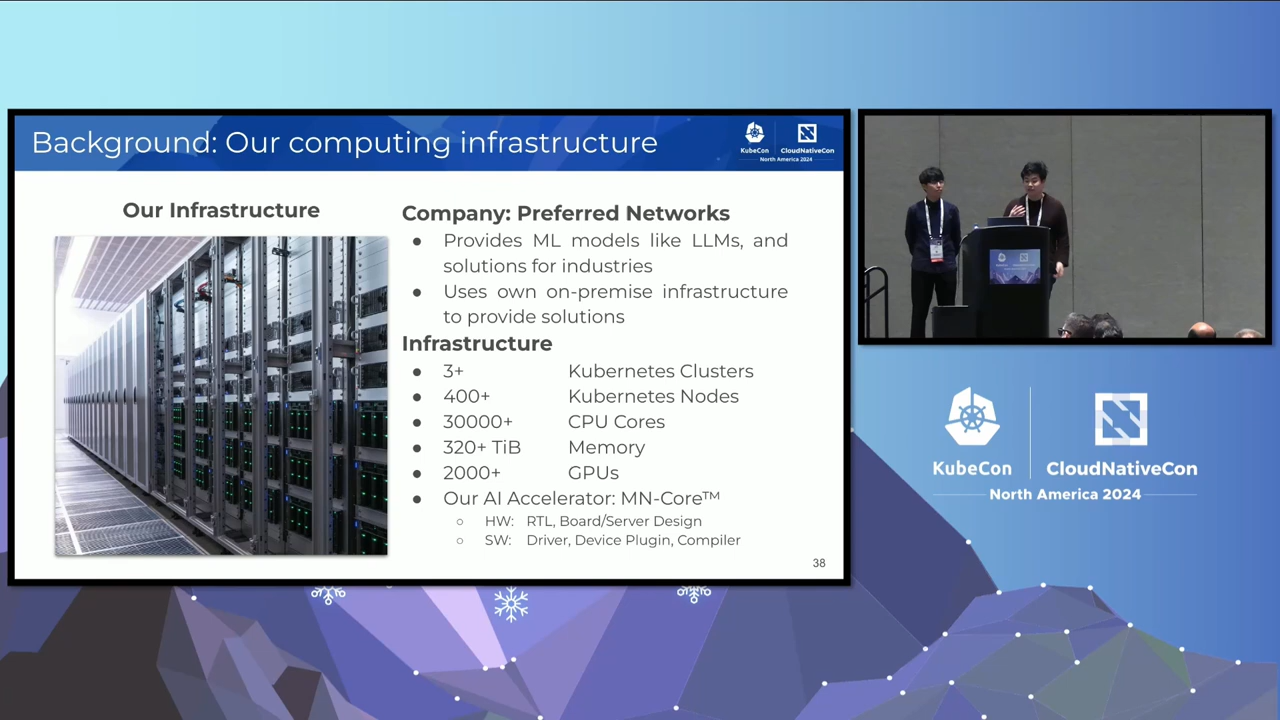 Background: Our computing infrastructure
KubeCon
CloudNativeCon
North America 2024
Our Infrastructure
Company: Preferred Networks
● Provides ML models like LLMs, and
solutions for industries
● Uses own on-premise infrastructure
to provide solutions
Infrastructure
● 3+ Kubernetes Clusters
● 400+ Kubernetes Nodes
● 30000+ CPU Cores
● 320+ TiB Memory
● 2000+ GPUs
● Our AI Accelerator: MN-Core™
○ HW: RTL, Board/Server Design
○ SW: Driver, Device Plugin, Compiler
38
KubeCon
CloudNativeCon
North America 2024